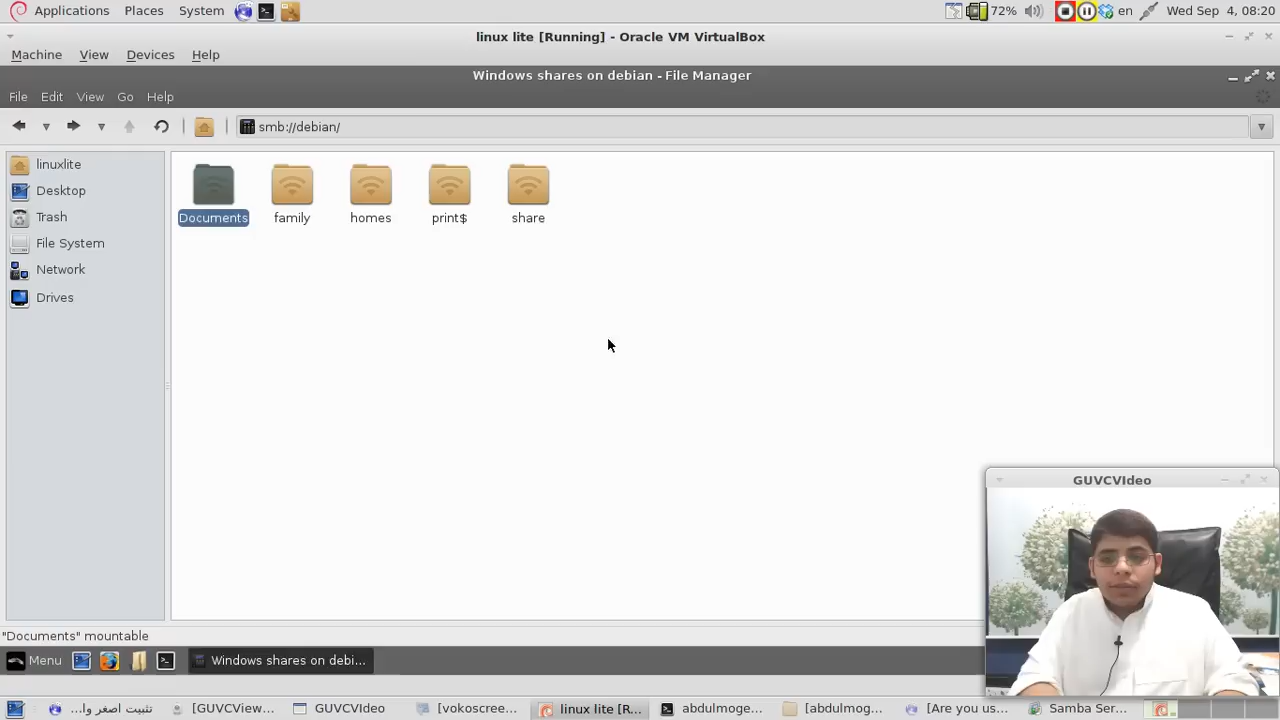 Applications Places System 72% en Wed Sep 4, 08:20
linux lite [Running] - Oracle VM VirtualBox
Machine View Devices Help
Windows shares on debian - File Manager
File Edit View Go Help
smb://debian/
linuxlite
Desktop
Trash
File System
Network
Drives
Documents family homes print$ share
GUVCVIdeo
"Documents" mountable
Menu Windows shares on debi...
تثبيت اصغر وا... [GUVCView... GUVCVIdeo [vokoscree... linux lite [R... abdulmoge... [abdulmog... [Are you us... Samba Ser...